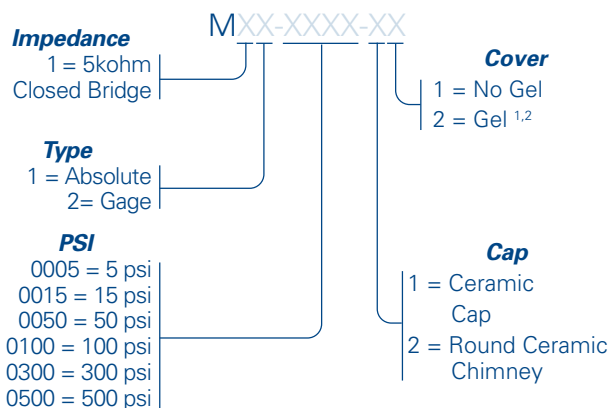 MXX-XXXX-XX
Impedance
1 = 5kohm
Closed Bridge
Type
1 = Absolute
2= Gage
PSI
0005 = 5 psi
0015 = 15 psi
0050 = 50 psi
0100 = 100 psi
0300 = 300 psi
0500 = 500 psi
Cover
1 = No Gel
2 = Gel 1,2
Cap
1 = Ceramic
Cap
2 = Round Ceramic
Chimney